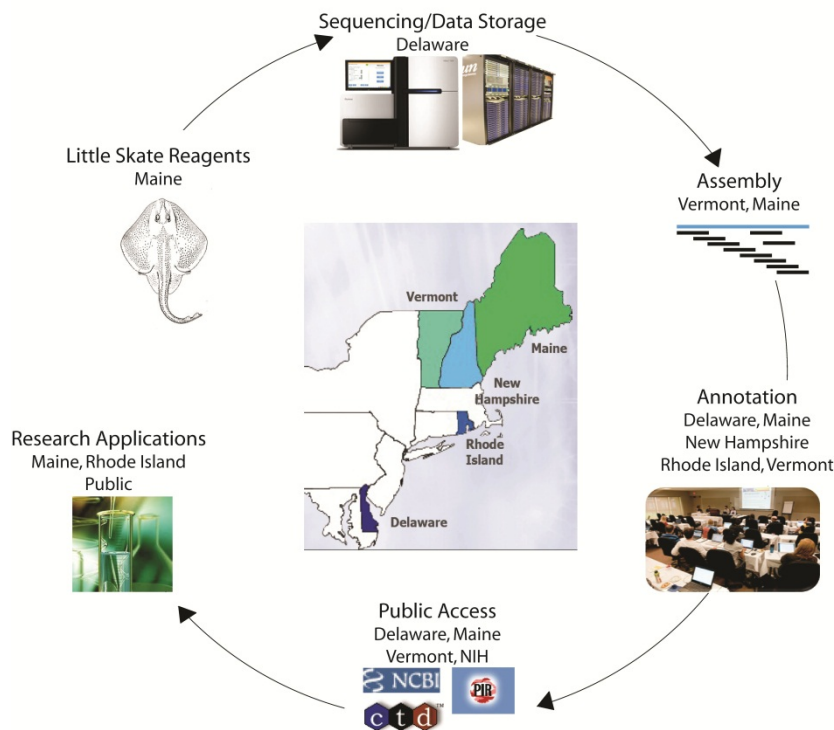 Sequencing/Data Storage
Delaware
Little Skate Reagents
Maine
Assembly
Vermont, Maine
Vermont
Maine
New
Hampshire
Rhode
Island
Delaware
Annotation
Delaware, Maine
New Hampshire
Rhode Island, Vermont
Research Applications
Maine, Rhode Island
Public
Public Access
Delaware, Maine
Vermont, NIH
NCBI
PIR
ctd™